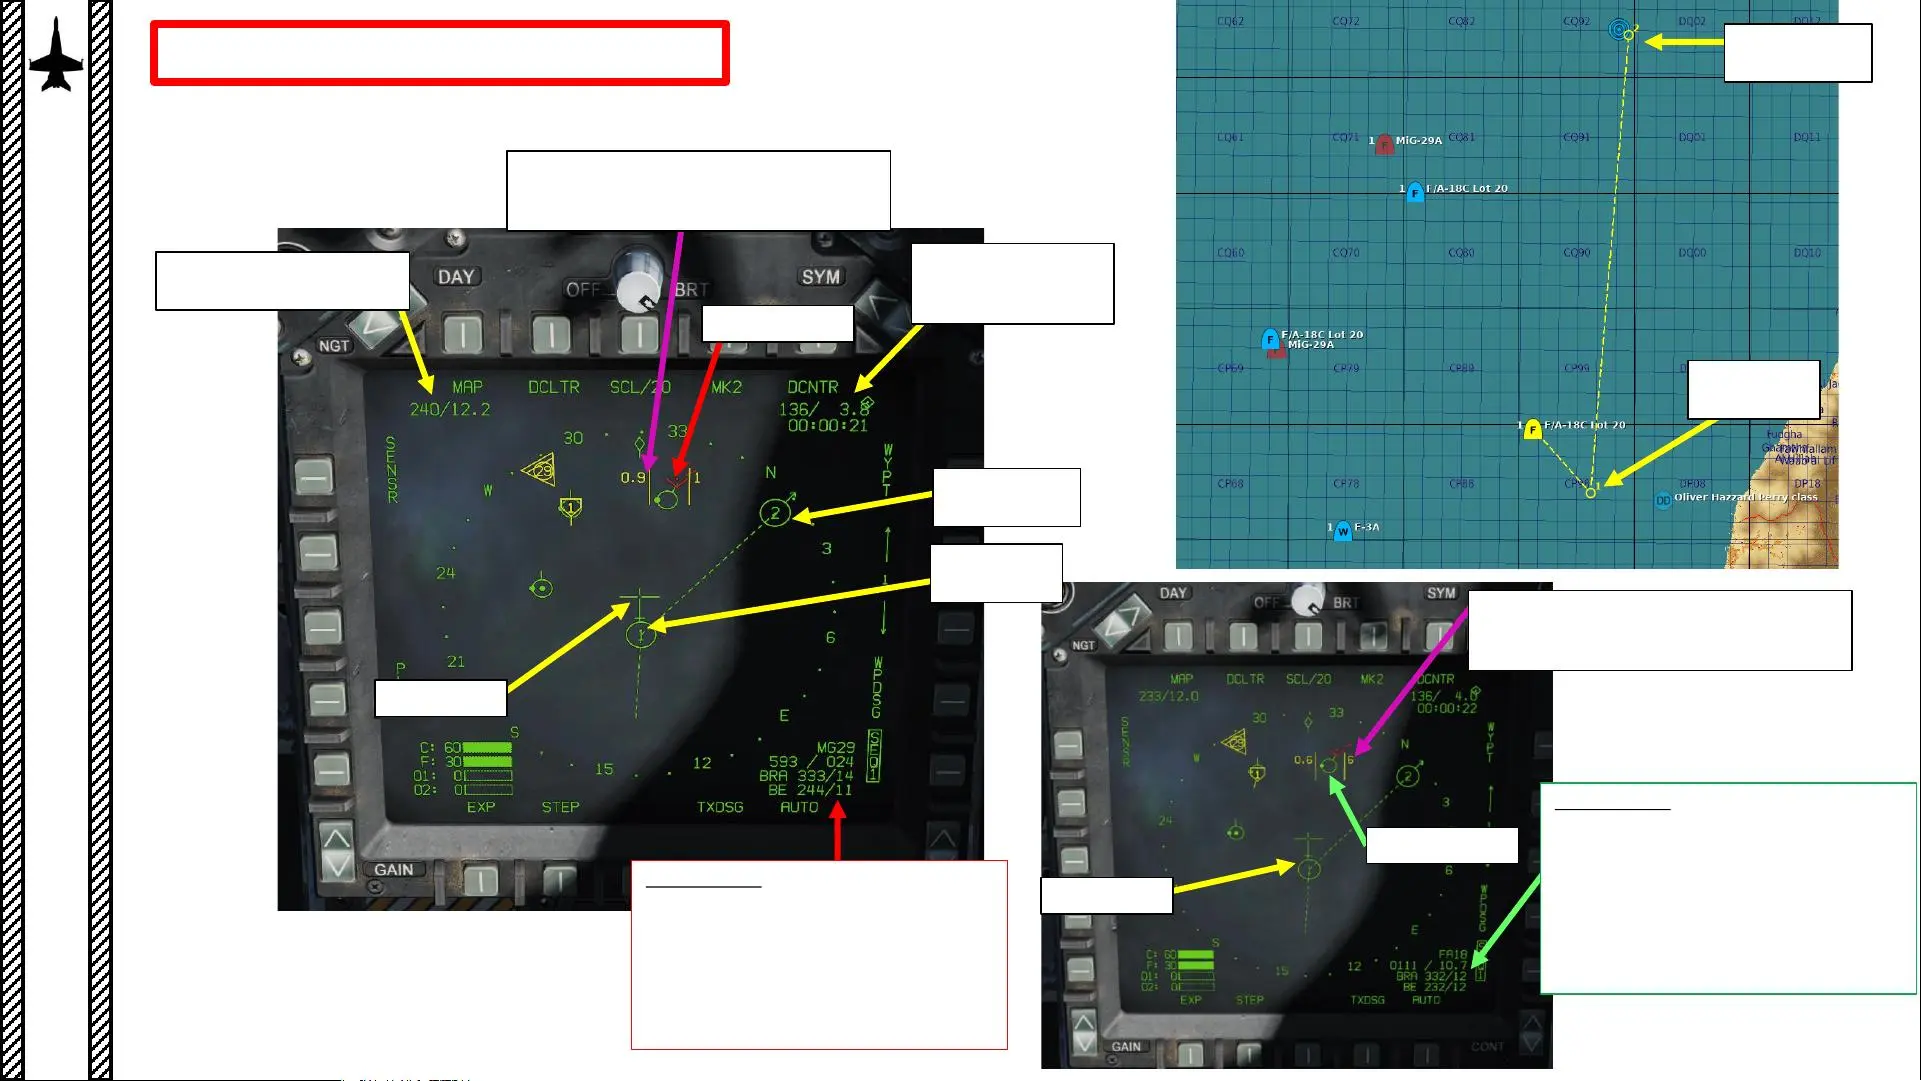 CQ62 CQ72 CQ82 CQ92 DQ02 DQ12
2
CQ61 CQ71 CQ81 CQ91 DQ01 DQ11
1 MiG-29A
1 F/A-18C Lot 20
CQ60 CQ70 CQ80 CQ90 DQ00 DQ10
F/A-18C Lot 20
MiG-29A
CP69 CP79 CP89 CP99
1 F/A-18C Lot 20
CP68 CP78 CP88 DP08 DP18
1
DD Oliver Hazzard Perry class
1 W E-3A
DAY OFF BRT SYM
NGT
MAP DCLTR SCL/20 MK2 DCNTR
240/12.2 136/ 3.8
00:00:21
30 33
SENSR
WYPT
29 0.9 1 N
W 1 2
3
24
1
6
21
P
WPDSG
E
S
C: 60 MG29
F: 30 593 / 024
O1: 0 15 12 BRA 333/14
O2: 0 BE 244/11
SEQ1
EXP STEP TXDSG AUTO
GAIN
DAY OFF BRT SYM
NGT
MAP DCLTR SCL/20 MK2 DCNTR
233/12.0 136/ 4.0
00:00:22
30 33
SENSR
WYPT
29 N
W 1 0.6 6 2
3
24
6
WPDSG
E
S
C: 60 FA18
F: 30 0111 / 10.7
O1: 0 15 12 BRA 332/12
O2: 0 BE 232/12
EXP STEP TXDSG AUTO
GAIN CONT